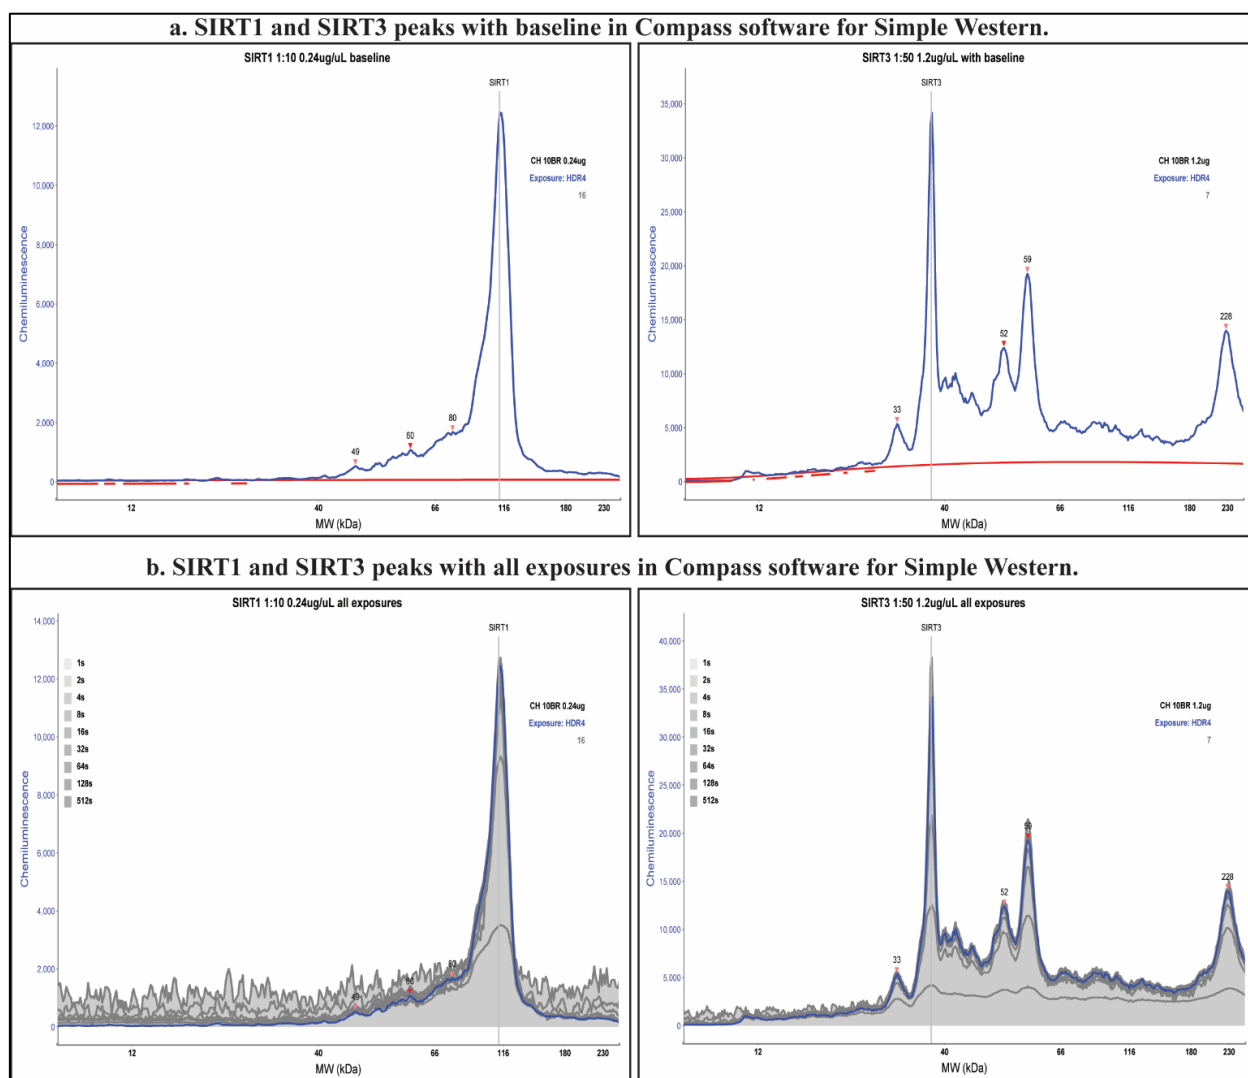 a. SIRT1 and SIRT3 peaks with baseline in Compass software for Simple Western.
SIRT1 1:10 0.24ug/uL baseline
SIRT1
12,000
10,000
8,000
6,000
4,000
2,000
0
Chemiluminescence
CH 10BR 0.24ug
Exposure: HDR4
16
49
60
80
12
40
66
116
180
230
MW (kDa)
SIRT3 1:50 1.2ug/uL with baseline
SIRT3
35,000
30,000
25,000
20,000
15,000
10,000
5,000
0
Chemiluminescence
CH 10BR 1.2ug
Exposure: HDR4
7
33
52
59
228
12
40
66
116
180
230
MW (kDa)
b. SIRT1 and SIRT3 peaks with all exposures in Compass software for Simple Western.
SIRT1 1:10 0.24ug/uL all exposures
SIRT1
14,000
12,000
10,000
8,000
6,000
4,000
2,000
0
Chemiluminescence
1s
2s
4s
8s
16s
32s
64s
128s
512s
CH 10BR 0.24ug
Exposure: HDR4
16
49
60
80
12
40
66
116
180
230
MW (kDa)
SIRT3 1:50 1.2ug/uL all exposures
SIRT3
40,000
35,000
30,000
25,000
20,000
15,000
10,000
5,000
0
Chemiluminescence
1s
2s
4s
8s
16s
32s
64s
128s
512s
CH 10BR 1.2ug
Exposure: HDR4
7
33
52
59
228
12
40
66
116
180
230
MW (kDa)